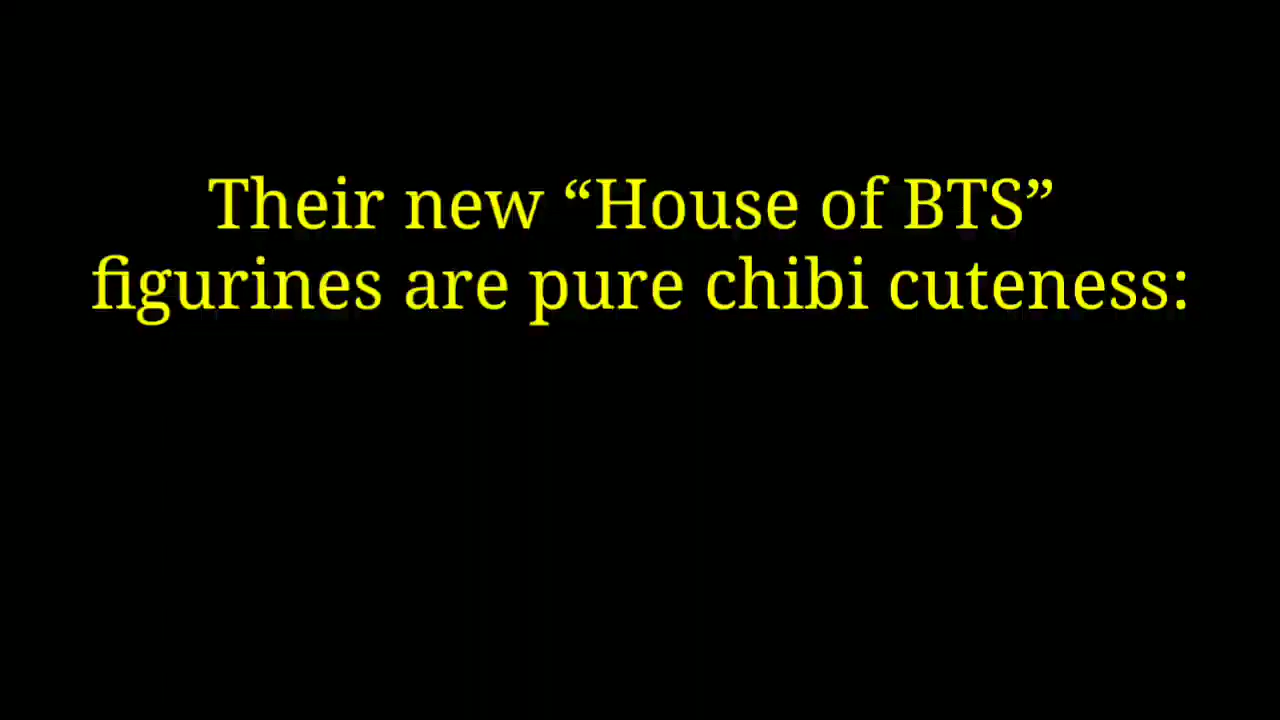 Their new “House of BTS”
figurines are pure chibi cuteness: